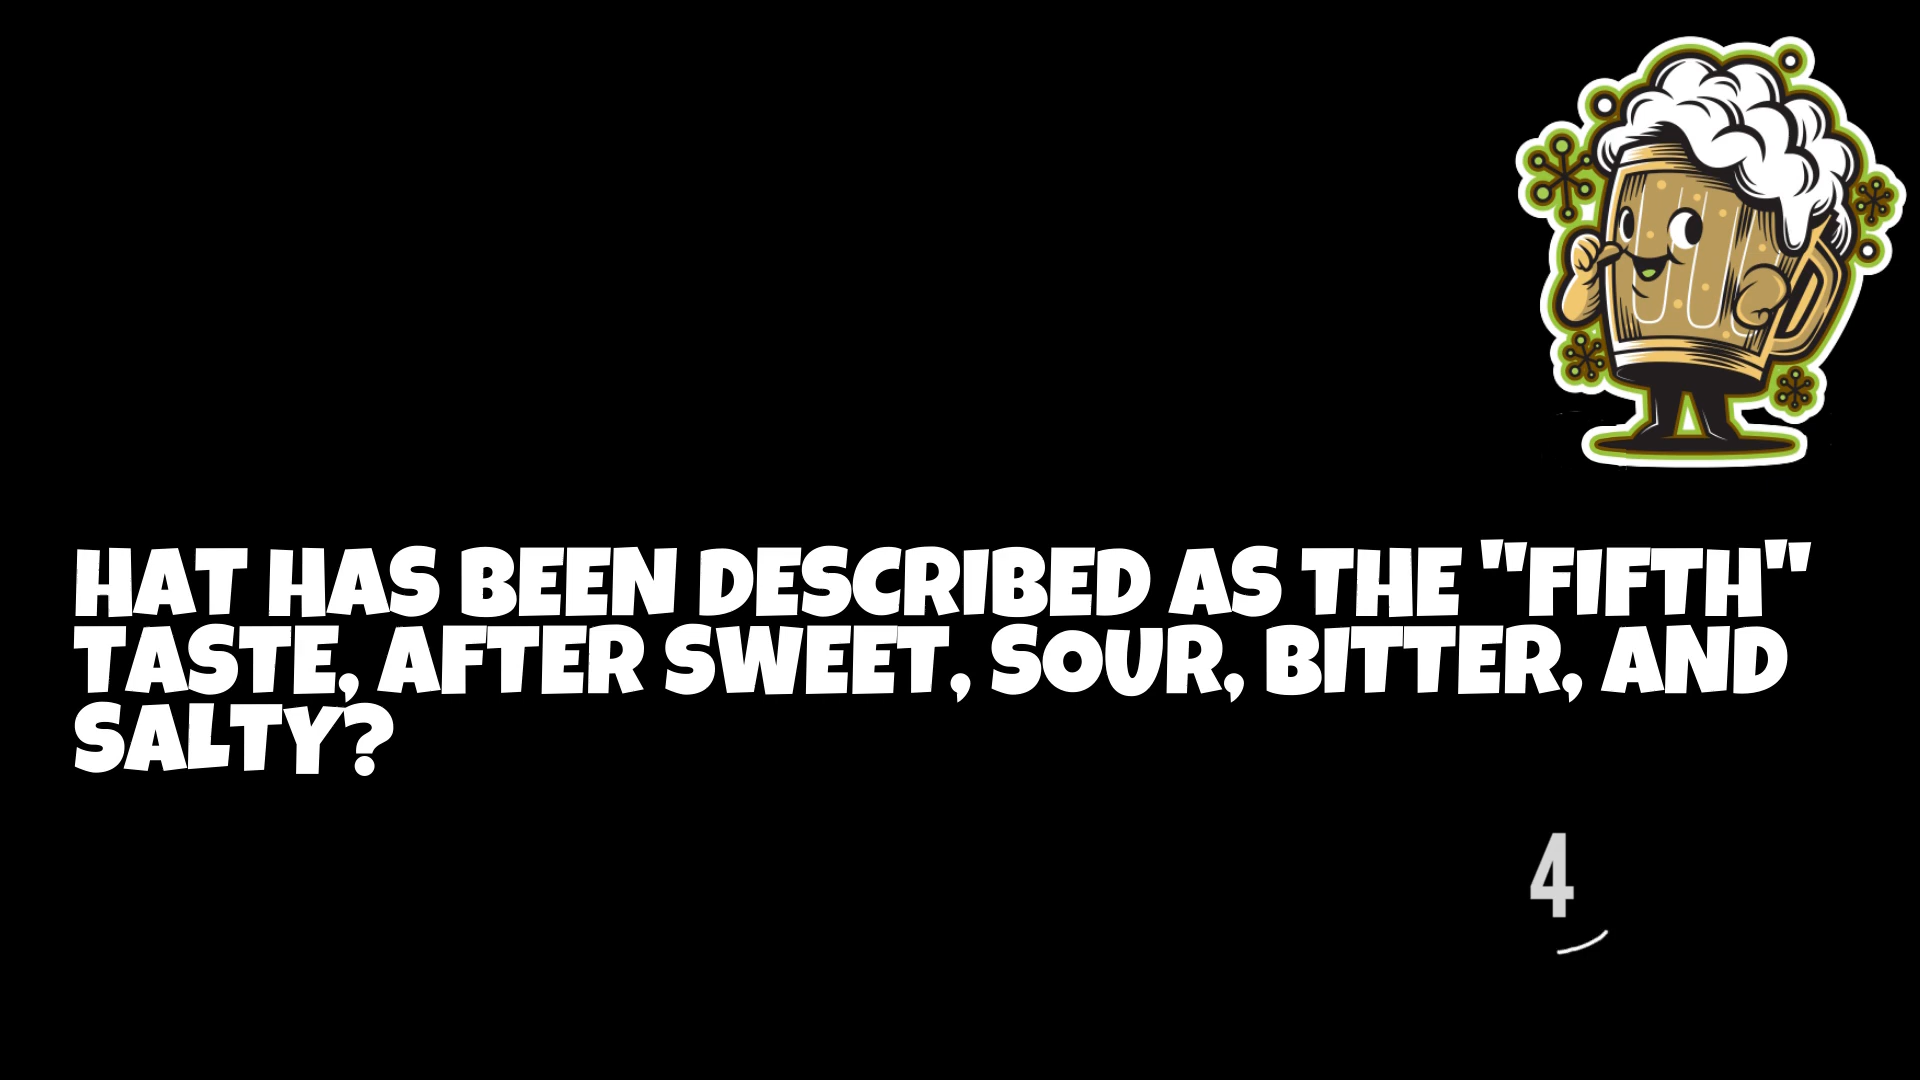 HAT HAS BEEN DESCRIBED AS THE "FIFTH"
TASTE, AFTER SWEET, SOUR, BITTER, AND
SALTY?
4